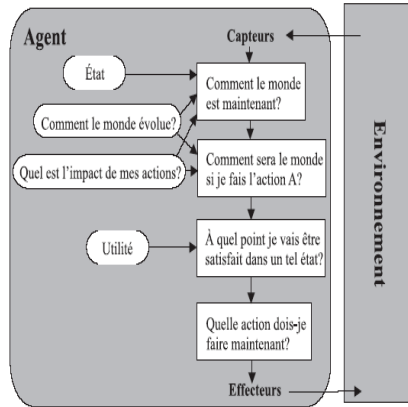 Agent
Capteurs
État
Comment le monde
est maintenant?
Comment le monde évolue?
Quel est l'impact de mes actions?
Comment sera le monde
si je fais l'action A?
Utilité
À quel point je vais être
satisfait dans un tel état?
Quelle action dois-je
faire maintenant?
Effecteurs
Environnement